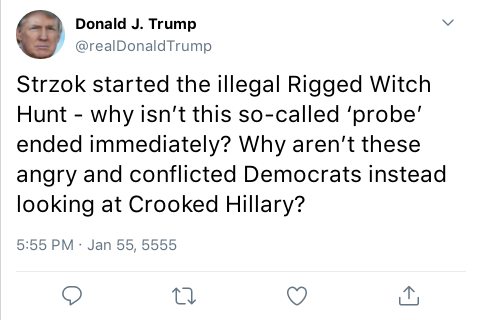 Donald J. Trump
@realDonaldTrump
Strzok started the illegal Rigged Witch
Hunt - why isn’t this so-called ‘probe’
ended immediately? Why aren’t these
angry and conflicted Democrats instead
looking at Crooked Hillary?
5:55 PM · Jan 55, 5555